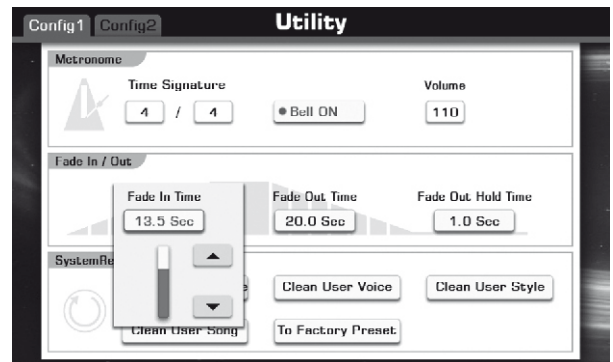 Config1 Config2 Utility
Metronome
Time Signature Volume
4 / 4 Bell ON 110
Fade In / Out
Fade In Time Fade Out Time Fade Out Hold Time
13.5 Sec 20.0 Sec 1.0 Sec
SystemRe
Clean User Voice Clean User Style
Clean User Song To Factory Preset